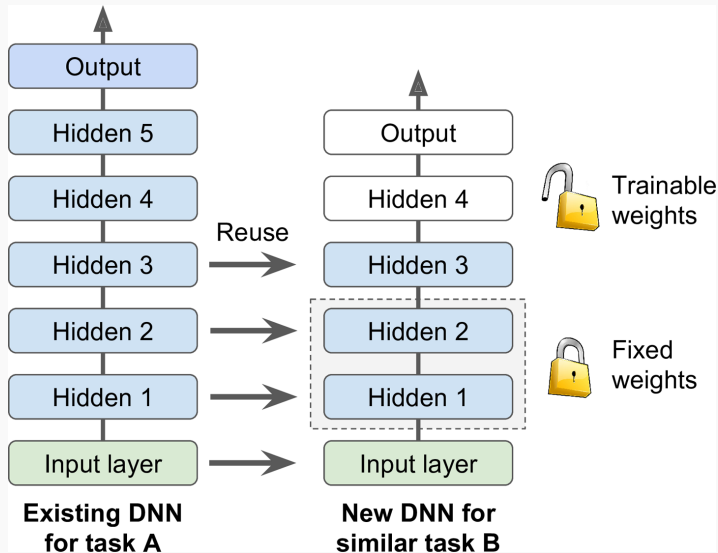 Output
Hidden 5
Hidden 4
Hidden 3
Hidden 2
Hidden 1
Input layer
Existing DNN
for task A
Reuse
Output
Hidden 4
Hidden 3
Hidden 2
Hidden 1
Input layer
New DNN for
similar task B
Trainable
weights
Fixed
weights